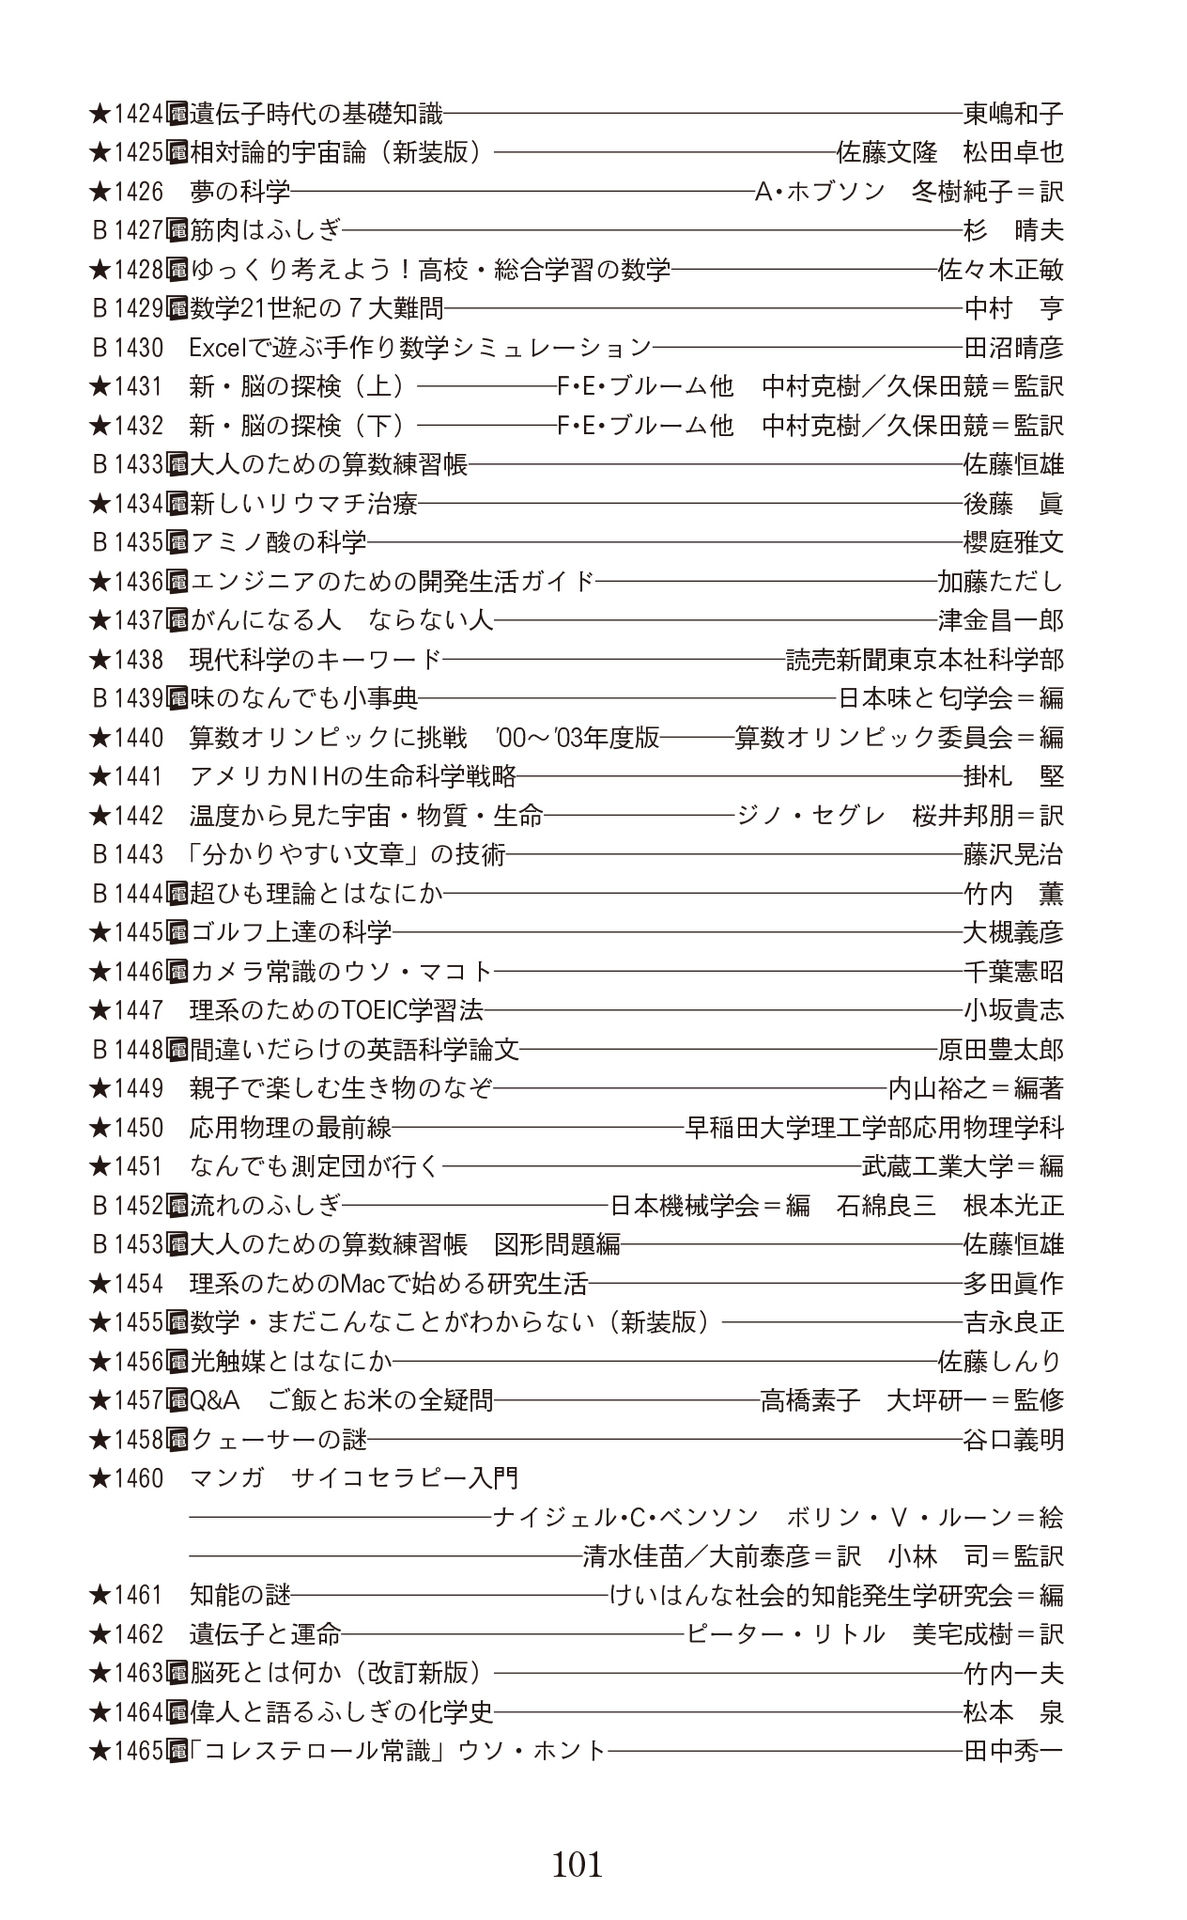 ★1424電遺伝子時代の基礎知識―東嶋和子
★1425電相対論的宇宙論（新装版）―佐藤文隆　松田卓也
★1426　夢の科学―A・ホブソン　冬樹純子＝訳
B1427電筋肉はふしぎ―杉　晴夫
★1428電ゆっくり考えよう！高校・総合学習の数学―佐々木正敏
B1429電数学21世紀の７大難問―中村　亨
B1430　Excelで遊ぶ手作り数学シミュレーション―田沼晴彦
★1431　新・脳の探検（上）―F・E・ブルーム他　中村克樹／久保田競＝監訳
★1432　新・脳の探検（下）―F・E・ブルーム他　中村克樹／久保田競＝監訳
B1433電大人のための算数練習帳―佐藤恒雄
★1434電新しいリウマチ治療―後藤　眞
B1435電アミノ酸の科学―櫻庭雅文
★1436電エンジニアのための開発生活ガイド―加藤ただし
★1437電がんになる人　ならない人―津金昌一郎
★1438　現代科学のキーワード―読売新聞東京本社科学部
B1439電味のなんでも小事典―日本味と匂学会＝編
★1440　算数オリンピックに挑戦　’00～’03年度版―算数オリンピック委員会＝編
★1441　アメリカNIHの生命科学戦略―掛札　堅
★1442　温度から見た宇宙・物質・生命―ジノ・セグレ　桜井邦朋＝訳
B1443　「分かりやすい文章」の技術―藤沢晃治
B1444電超ひも理論とはなにか―竹内　薫
★1445電ゴルフ上達の科学―大槻義彦
★1446電カメラ常識のウソ・マコト―千葉憲昭
★1447　理系のためのTOEIC学習法―小坂貴志
B1448電間違いだらけの英語科学論文―原田豊太郎
★1449　親子で楽しむ生き物のなぞ―内山裕之＝編著
★1450　応用物理の最前線―早稲田大学理工学部応用物理学科
★1451　なんでも測定団が行く―武蔵工業大学＝編
B1452電流れのふしぎ―日本機械学会＝編　石綿良三　根本光正
B1453電大人のための算数練習帳　図形問題編―佐藤恒雄
★1454　理系のためのMacで始める研究生活―多田眞作
★1455電数学・まだこんなことがわからない（新装版）―吉永良正
★1456電光触媒とはなにか―佐藤しんり
★1457電Q&A　ご飯とお米の全疑問―高橋素子　大坪研一＝監修
★1458電クェーサーの謎―谷口義明
★1460　マンガ　サイコセラピー入門
―ナイジェル・C・ベンソン　ボリン・Ｖ・ルーン＝絵
―清水佳苗／大前泰彦＝訳　小林　司＝監訳
★1461　知能の謎―けいはんな社会的知能発生学研究会＝編
★1462　遺伝子と運命―ピーター・リトル　美宅成樹＝訳
★1463電脳死とは何か（改訂新版）―竹内一夫
★1464電偉人と語るふしぎの化学史―松本　泉
★1465電「コレステロール常識」ウソ・ホント―田中秀一
101